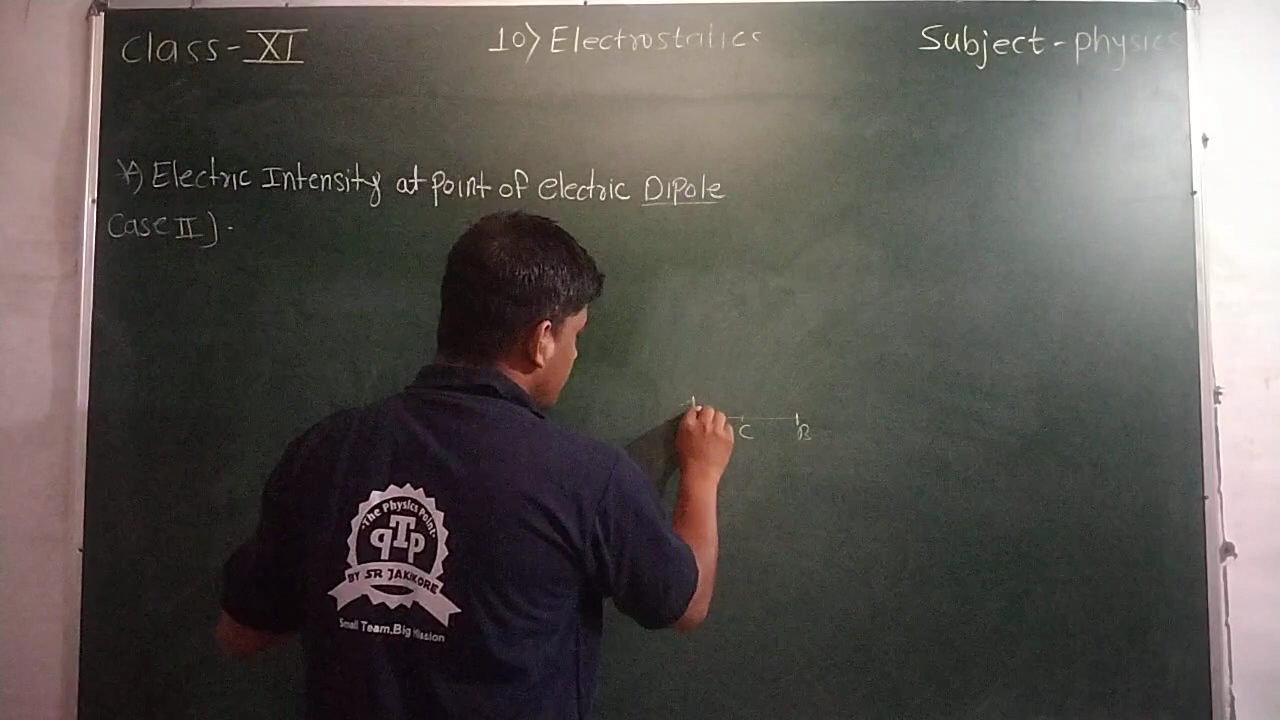 Class-XI
10) Electrostatics
Subject-physics
*) Electric Intensity at point of electric Dipole
Case II).
C B
The Physics Point
qTp
BY SR JAKIKORE
Small Team,Big Mission